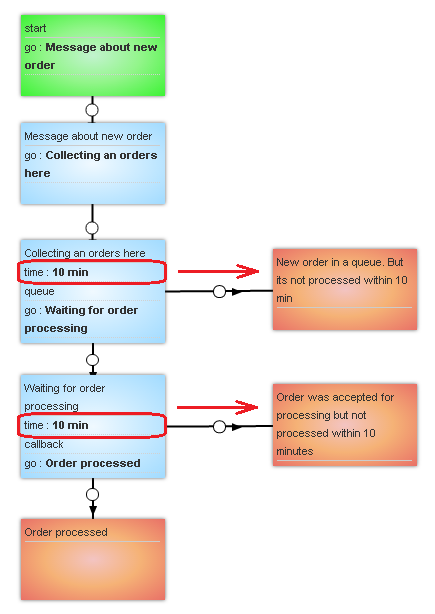 start
go : Message about new
order
Message about new order
go : Collecting an orders
here
Collecting an orders here
time : 10 min
queue
go : Waiting for order
processing
New order in a queue. But
its not processed within 10
min
Waiting for order
processing
time : 10 min
callback
go : Order processed
Order was accepted for
processing but not
processed within 10
minutes
Order processed